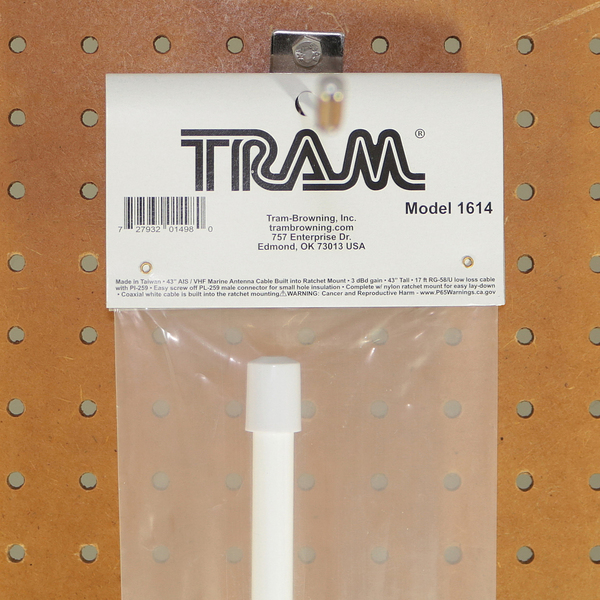 TRAM®
Model 1614
7 27932 01498 0
Tram-Browning, Inc.
trambrowning.com
757 Enterprise Dr.
Edmond, OK 73013 USA
Made in Taiwan • 43" AIS / VHF Marine Antenna Cable Built into Ratchet Mount • 3 dBd gain • 43" Tall • 17 ft RG-58/U low loss cable
with Pl-259 • Easy screw off PL-259 male connector for small hole insulation • Complete w/ nylon ratchet mount for easy lay-down
• Coaxial white cable is built into the ratchet mounting.⚠WARNING: Cancer and Reproductive Harm - www.P65Warnings.ca.gov